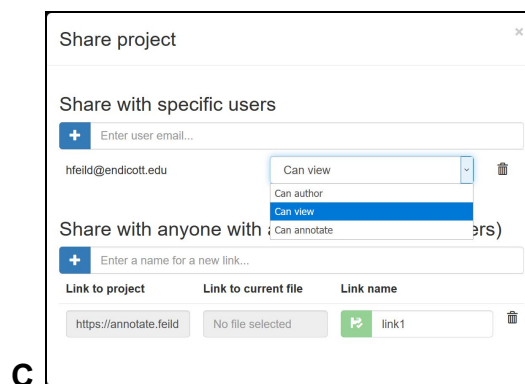 Share project
×
Share with specific users
+ Enter user email...
hfeild@endicott.edu Can view
Can author
Can view
Share with anyone with a Can annotate ers)
+ Enter a name for a new link...
Link to project Link to current file Link name
https://annotate.feild No file selected link1
C